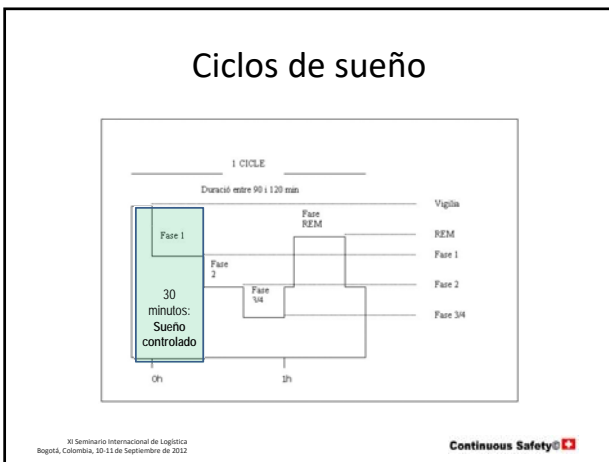 Ciclos de sueño
1 CICLE
Duració entre 90 i 120 min
Vigília
Fase
REM
REM
Fase 1
Fase 1
Fase
2
Fase 2
Fase
3/4
Fase 3/4
30
minutos:
Sueño
controlado
0h
1h
XI Seminario Internacional de Logística
Bogotá, Colombia, 10-11 de Septiembre de 2012
Continuous Safety©